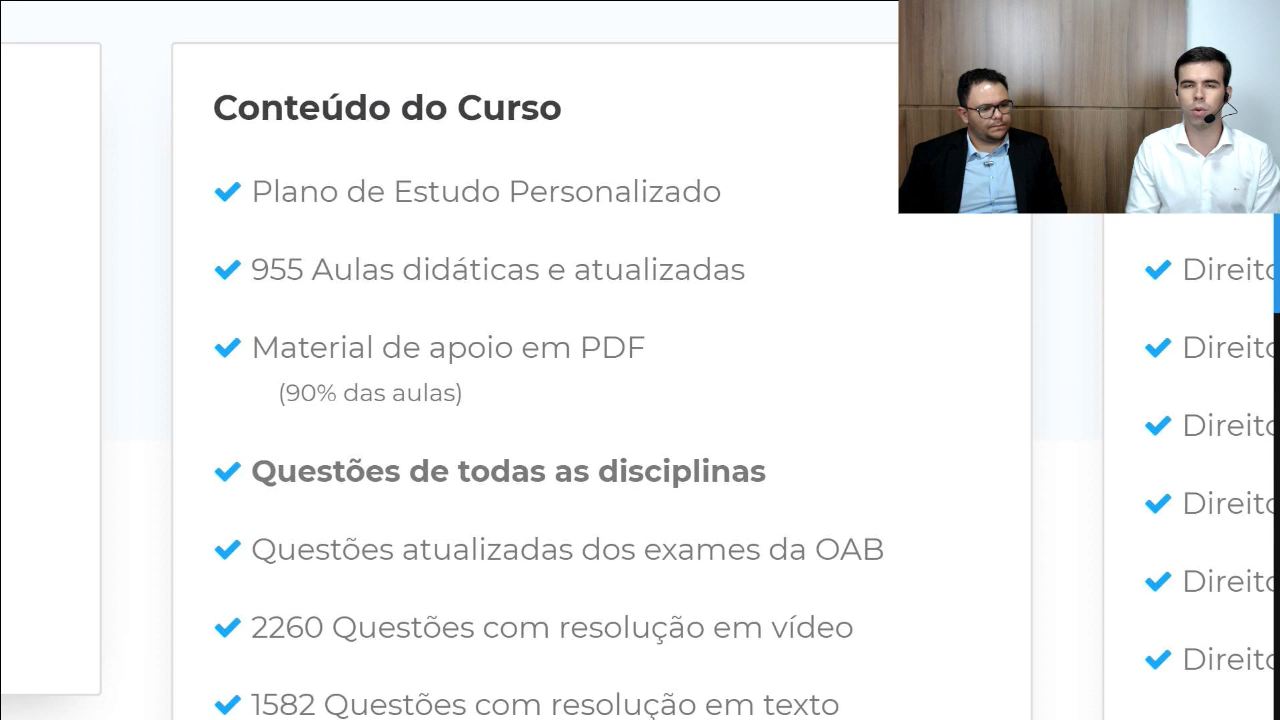 Conteúdo do Curso
Plano de Estudo Personalizado
955 Aulas didáticas e atualizadas
Material de apoio em PDF
(90% das aulas)
Questões de todas as disciplinas
Questões atualizadas dos exames da OAB
2260 Questões com resolução em vídeo
1582 Questões com resolução em texto